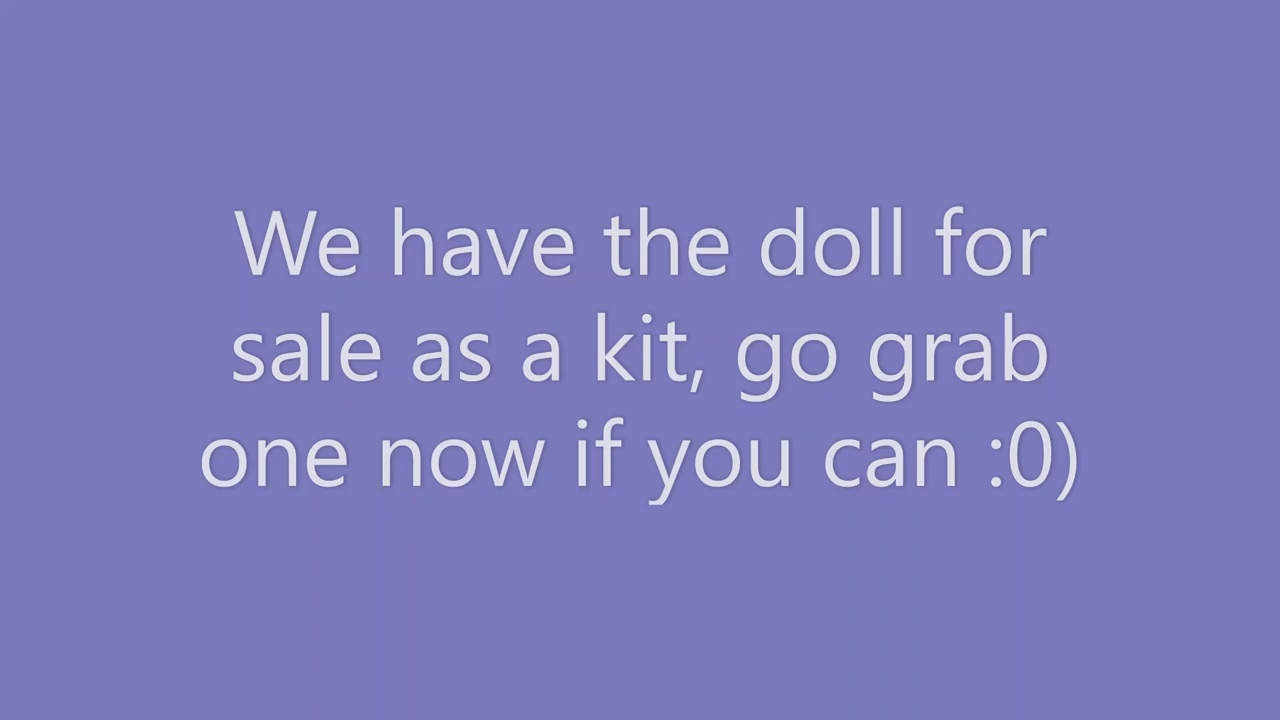 We have the doll for
sale as a kit, go grab
one now if you can :0)